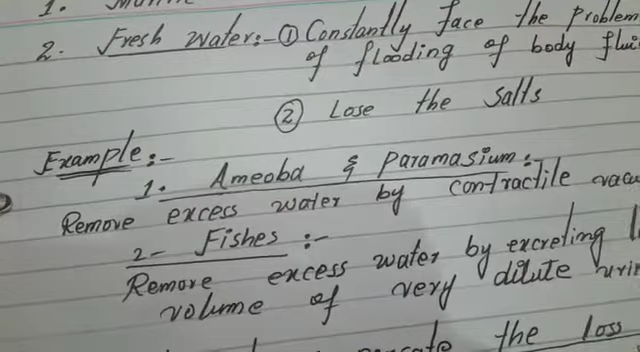 1.
2. Fresh water:- ① Constantly face the problem
of flooding of body flui
② Lose the salts
Example:-
1. Ameoba & Paramasium:
Remove excess water by contractile vacu
2- Fishes :-
Remove excess water by excreting l
volume of very dilute urin
the loss